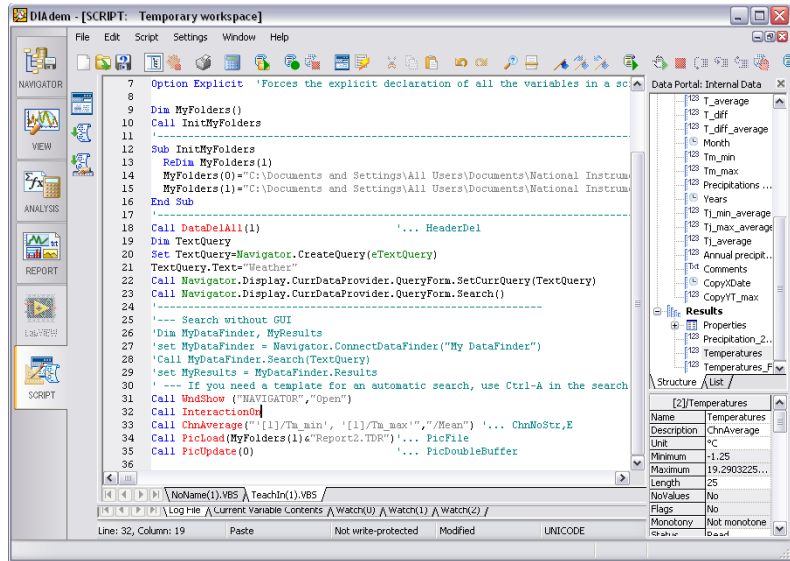 DIAdem - [SCRIPT: Temporary workspace]
File Edit Script Settings Window Help
NAVIGATOR
VIEW
ANALYSIS
REPORT
LabVIEW
SCRIPT
7 Option Explicit 'Forces the explicit declaration of all the variables in a
8
9 Dim MyFolders()
10 Call InitMyFolders
11 '-------------------------------------------------------------------------------
12 Sub InitMyFolders
13 ReDim MyFolders(1)
14 MyFolders(0)="C:\Documents and Settings\All Users\Documents\National Instrum
15 MyFolders(1)="C:\Documents and Settings\All Users\Documents\National Instrum
16 End Sub
17 '-------------------------------------------------------------------------------
18 Call DataDelAll(1) '... HeaderDel
19 Dim TextQuery
20 Set TextQuery=Navigator.CreateQuery(eTextQuery)
21 TextQuery.Text="Weather"
22 Call Navigator.Display.CurrDataProvider.QueryForm.SetCurrQuery(TextQuery)
23 Call Navigator.Display.CurrDataProvider.QueryForm.Search()
24 '----------------------------------------------------------------
25 '--- Search without GUI
26 'Dim MyDataFinder, MyResults
27 'set MyDataFinder = Navigator.ConnectDataFinder("My DataFinder")
28 'Call MyDataFinder.Search(TextQuery)
29 'set MyResults = MyDataFinder.Results
30 ' --- If you need a template for an automatic search, use Ctrl-A in the search
31 Call WndShow ("NAVIGATOR","Open")
32 Call InteractionOn
33 Call ChnAverage("'[1]/Tm_min', '[1]/Tm_max'","/Mean") '... ChnNoStr,E
34 Call PicLoad(MyFolders(1)&"Report2.TDR")'... PicFile
35 Call PicUpdate(0) '... PicDoubleBuffer
36
NoName(1).VBS TeachIn(1).VBS
Log File Current Variable Contents Watch(0) Watch(1) Watch(2)
Line: 32, Column: 19 Paste Not write-protected Modified UNICODE
Data Portal: Internal Data
T_average
T_diff
T_diff_average
Month
Tm_min
Tm_max
Precipitations ...
Years
Tj_min_average
Tj_max_average
Tj_average
Annual precipit...
Comments
CopyXDate
CopyYT_max
Results
Properties
Precipitation_2...
Temperatures
Temperatures_F
Structure List
[2]/Temperatures
Name Temperatures
Description ChnAverage
Unit °C
Minimum -1.25
Maximum 19.2903225...
Length 25
NoValues No
Flags No
Monotony Not monotone
Status Read